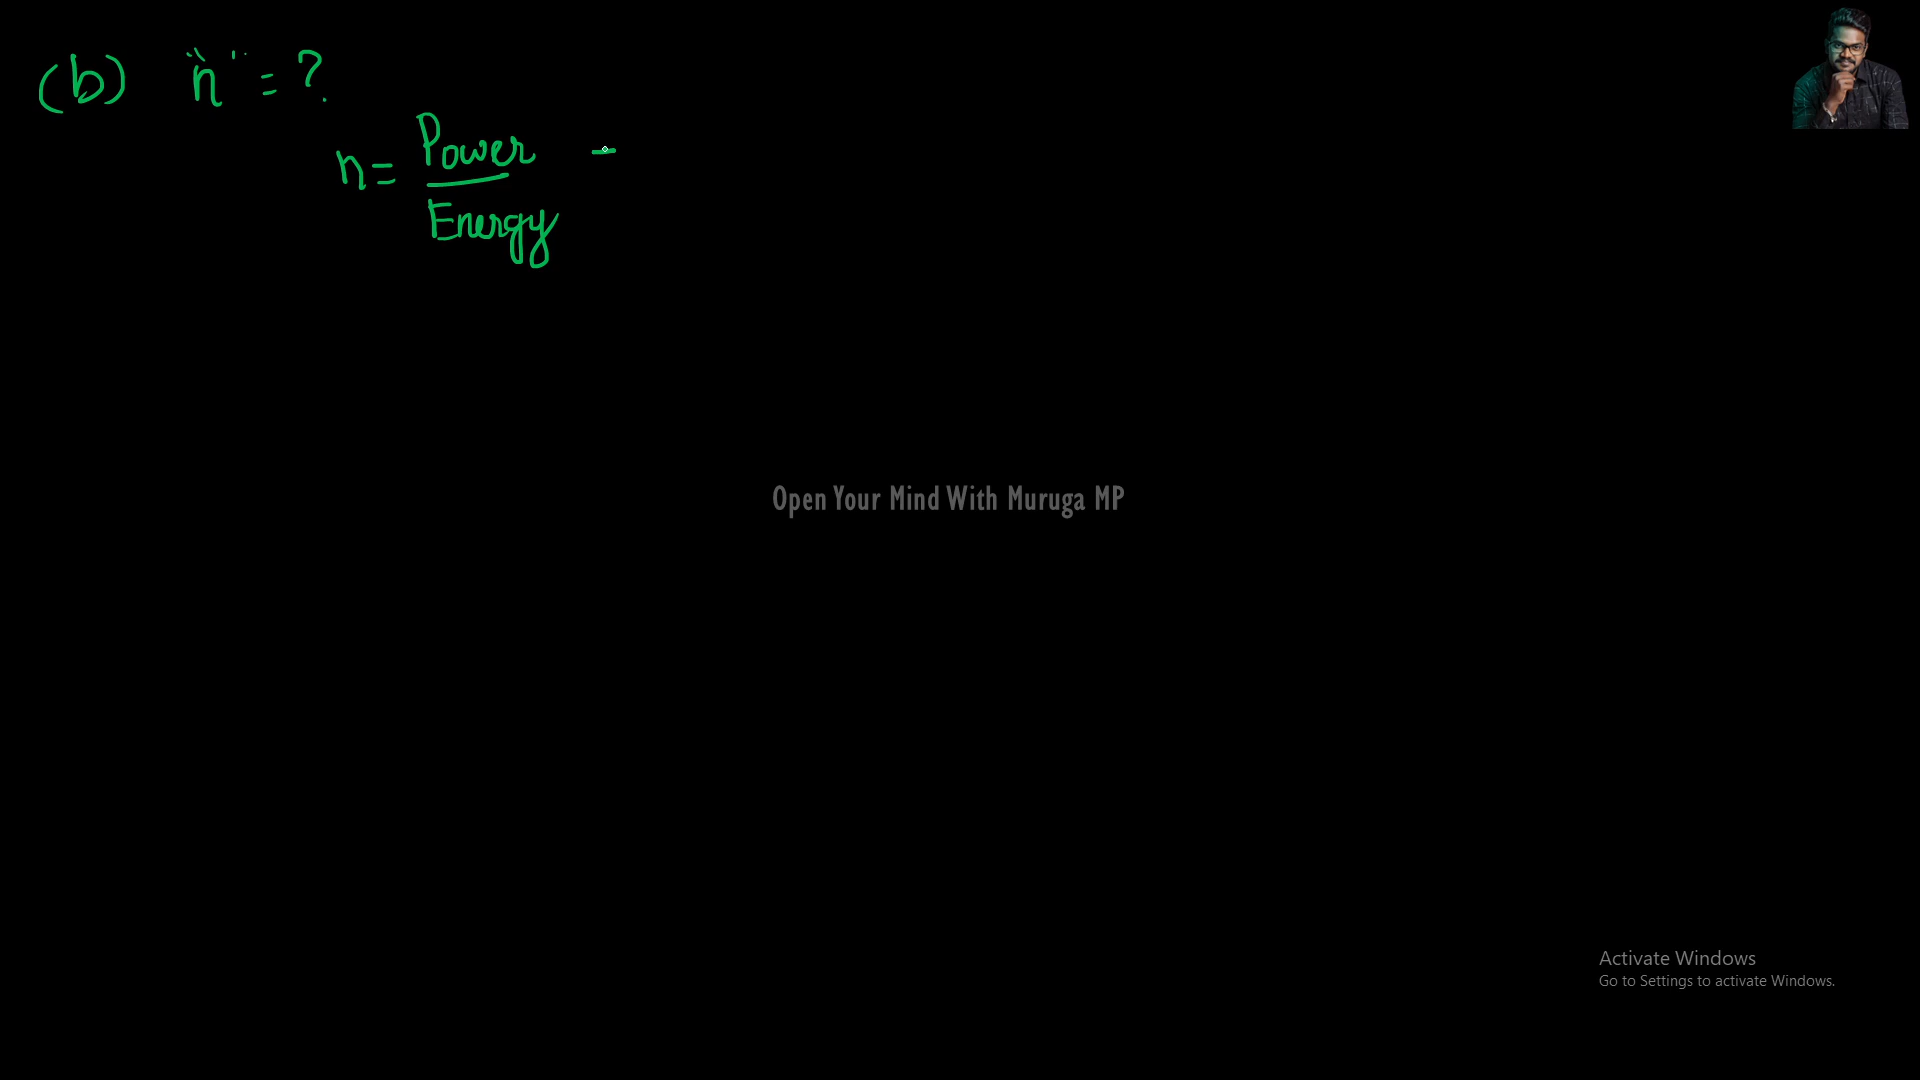 (b) "n" = ?
n = Power / Energy =
Open Your Mind With Muruga MP
Activate Windows
Go to Settings to activate Windows.